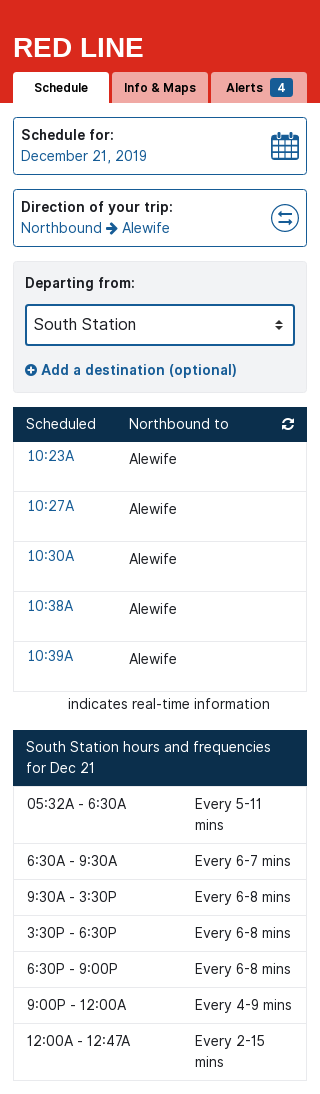 RED LINE
Schedule
Info & Maps
Alerts 4
Schedule for:
December 21, 2019
Direction of your trip:
Northbound → Alewife
Departing from:
South Station
Add a destination (optional)
Scheduled Northbound to
10:23A Alewife
10:27A Alewife
10:30A Alewife
10:38A Alewife
10:39A Alewife
indicates real-time information
South Station hours and frequencies
for Dec 21
05:32A - 6:30A Every 5-11
mins
6:30A - 9:30A Every 6-7 mins
9:30A - 3:30P Every 6-8 mins
3:30P - 6:30P Every 6-8 mins
6:30P - 9:00P Every 6-8 mins
9:00P - 12:00A Every 4-9 mins
12:00A - 12:47A Every 2-15
mins